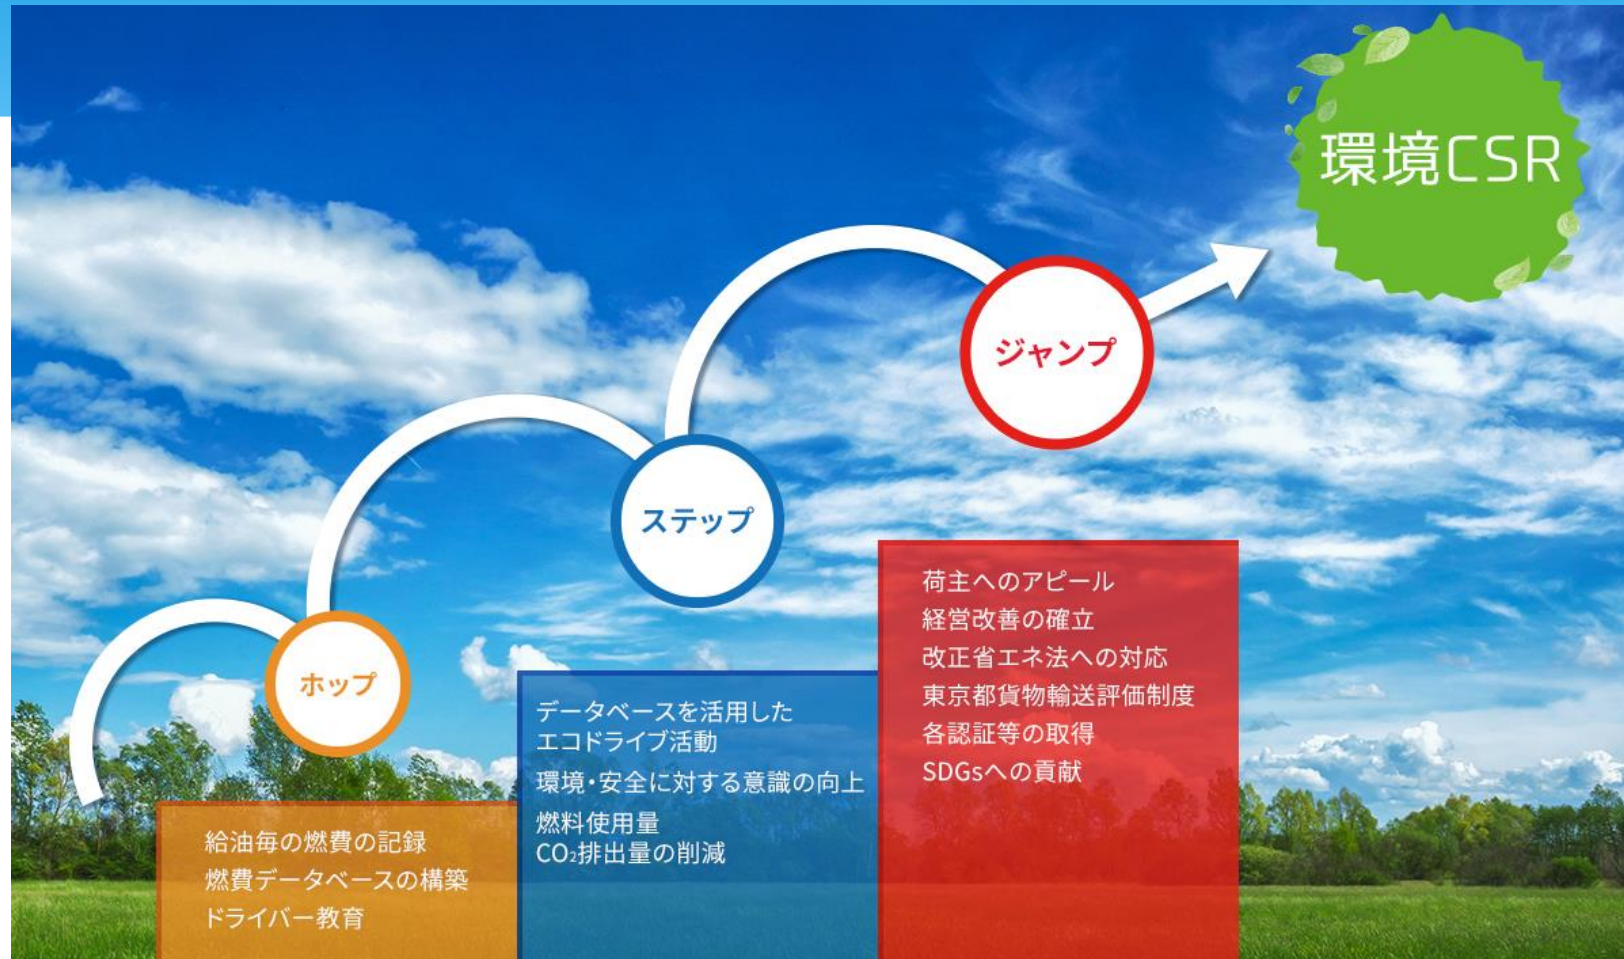 環境CSR
ジャンプ
ステップ
ホップ
荷主へのアピール
経営改善の確立
改正省エネ法への対応
東京都貨物輸送評価制度
各認証等の取得
SDGsへの貢献
データベースを活用した
エコドライブ活動
環境・安全に対する意識の向上
燃料使用量
CO₂排出量の削減
給油毎の燃費の記録
燃費データベースの構築
ドライバー教育